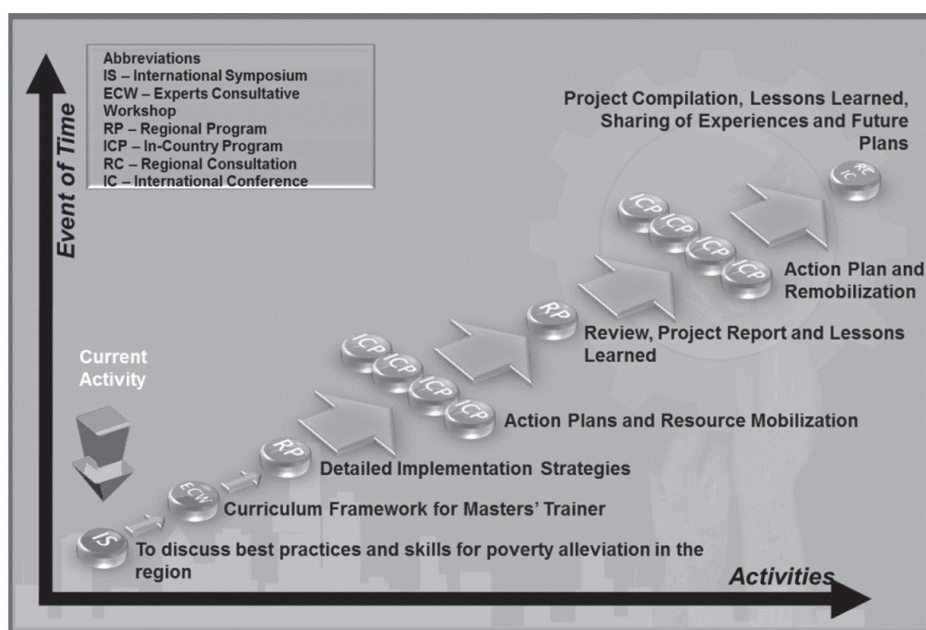 Abbreviations
IS – International Symposium
ECW – Experts Consultative
Workshop
RP – Regional Program
ICP – In-Country Program
RC – Regional Consultation
IC – International Conference
Event of Time
Project Compilation, Lessons Learned,
Sharing of Experiences and Future
Plans
RC
IC
ICP
ICP
ICP
ICP
Action Plan and
Remobilization
RP
Review, Project Report and Lessons
Learned
Current
Activity
ICP
ICP
ICP
ICP
Action Plans and Resource Mobilization
RP
Detailed Implementation Strategies
ECW
Curriculum Framework for Masters’ Trainer
IS
To discuss best practices and skills for poverty alleviation in the
region
Activities